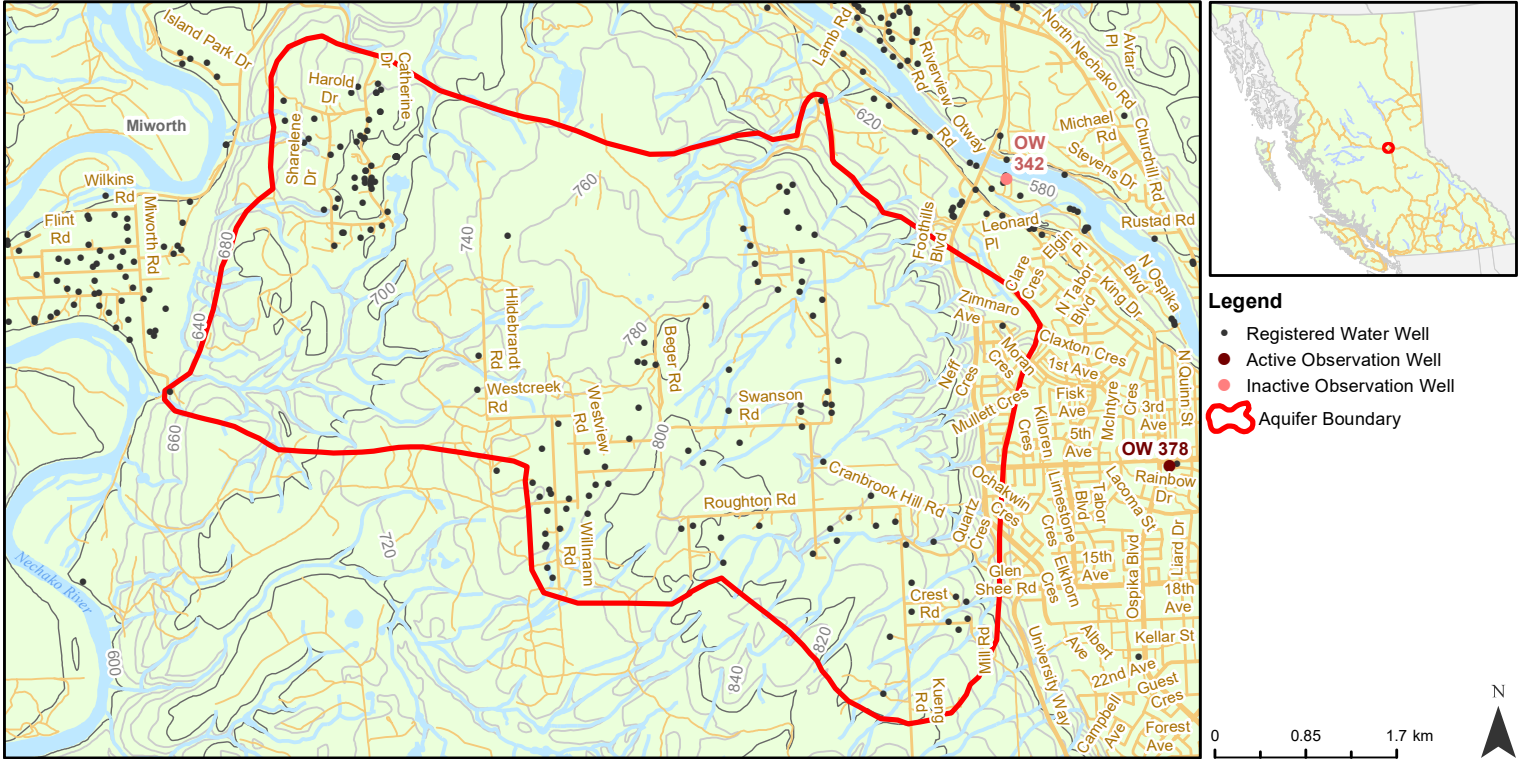 Island Park Dr
Harold
Dr
Catherine
Dr
Sharelene
Dr
Miworth
Wilkins
Rd
Flint
Rd
Miworth Rd
680
640
660
700
740
760
780
800
720
600
820
840
620
580
Lamb Rd
Riverview
Rd
Otway
Rd
North Nechako Rd
Avtar
Pl
Michael
Rd
Churchill Rd
Stevens Dr
OW
342
Rustad Rd
Leonard
Pl
Foothills
Blvd
Elgin
Pl
Clare
Cres
N Tabor
Blvd
King Dr
N Ospika
Blvd
Zimmaro
Ave
Claxton Cres
Moran
Cres
1st Ave
N Quinn St
Neff
Cres
Mullett Cres
Fisk
Ave
McIntyre
Cres
3rd
Ave
Killoren
Cres
5th
Ave
OW 378
Rainbow
Dr
Hildebrandt
Rd
Beger Rd
Westcreek
Rd
Westview
Rd
Swanson
Rd
Cranbrook Hill Rd
Roughton Rd
Willmann
Rd
Ochakwin
Cres
Quartz
Cres
Limestone
Cres
Tabor
Blvd
Lacoma St
Liard Dr
15th
Ave
Elkhorn
Cres
Ospika Blvd
18th
Ave
Glen
Shee Rd
Crest
Rd
Mill Rd
University Way
Albert
Ave
Kellar St
22nd Ave
Guest
Cres
Campbell
Ave
Forest
Ave
Kueng
Rd
Nechako River
Legend
Registered Water Well
Active Observation Well
Inactive Observation Well
Aquifer Boundary
N
0 0.85 1.7 km